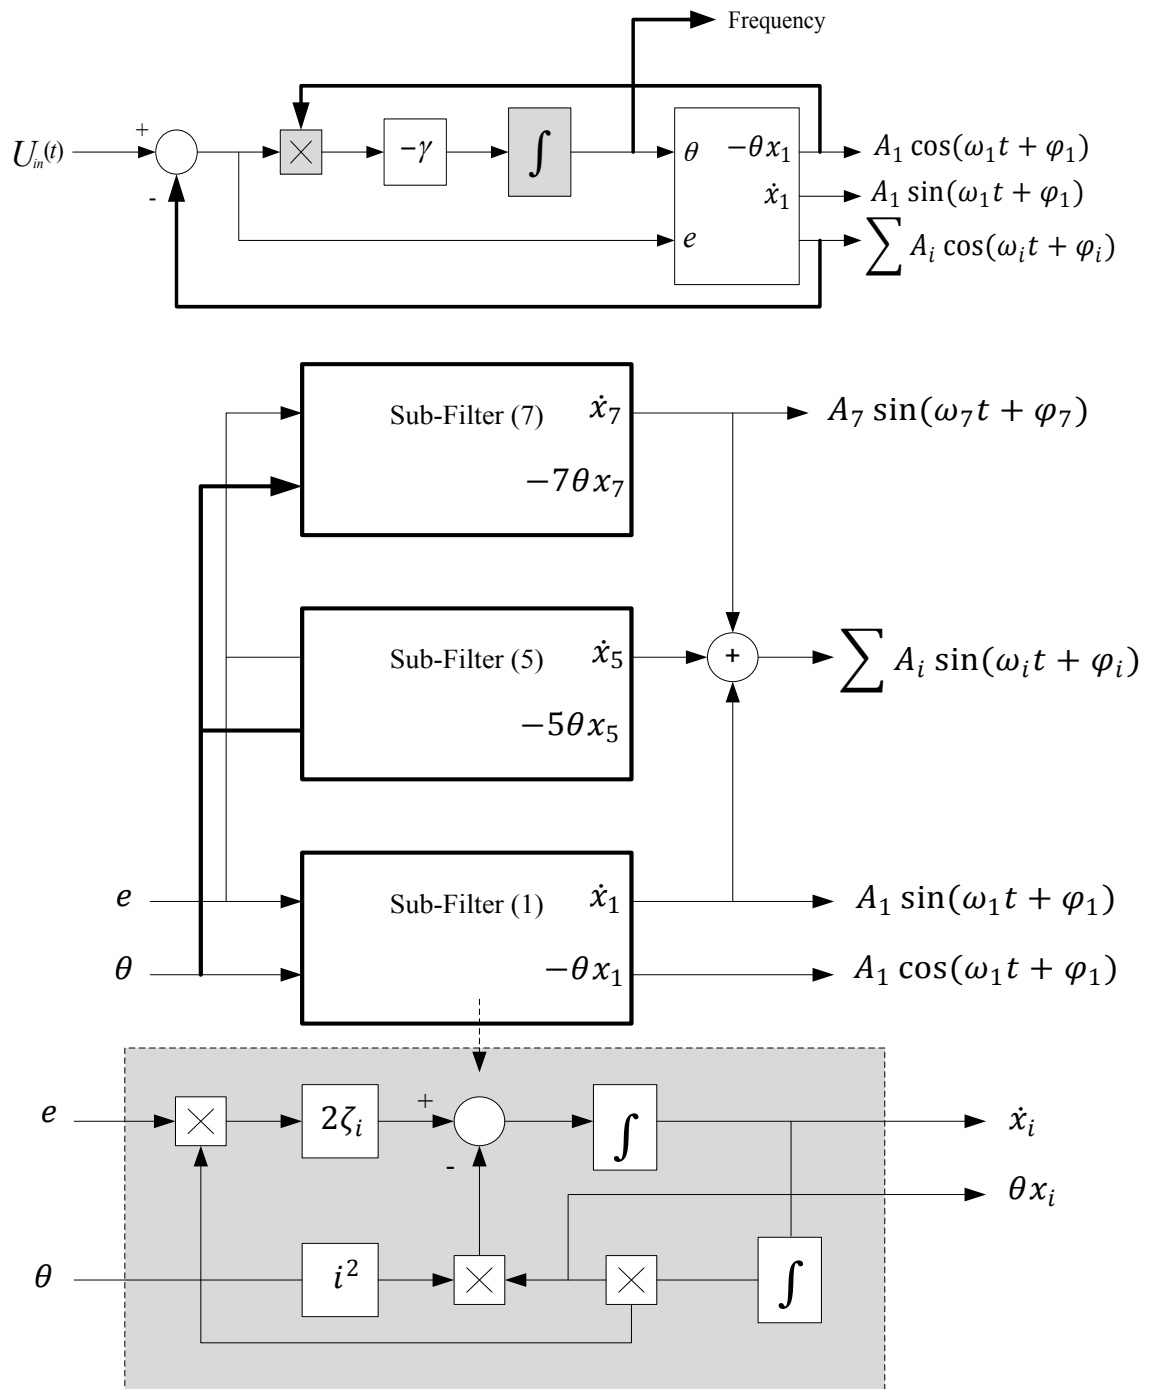 Frequency
U_in(t)
+
-
×
−γ
∫
θ
−θx₁
ẋ₁
e
A₁ cos(ω₁t + φ₁)
A₁ sin(ω₁t + φ₁)
∑ Aᵢ cos(ωᵢt + φᵢ)
Sub-Filter (7)
ẋ₇
−7θx₇
A₇ sin(ω₇t + φ₇)
Sub-Filter (5)
ẋ₅
−5θx₅
+
∑ Aᵢ sin(ωᵢt + φᵢ)
e
θ
Sub-Filter (1)
ẋ₁
−θx₁
A₁ sin(ω₁t + φ₁)
A₁ cos(ω₁t + φ₁)
e
×
2ζᵢ
+
-
∫
ẋᵢ
θxᵢ
θ
i²
×
×
∫